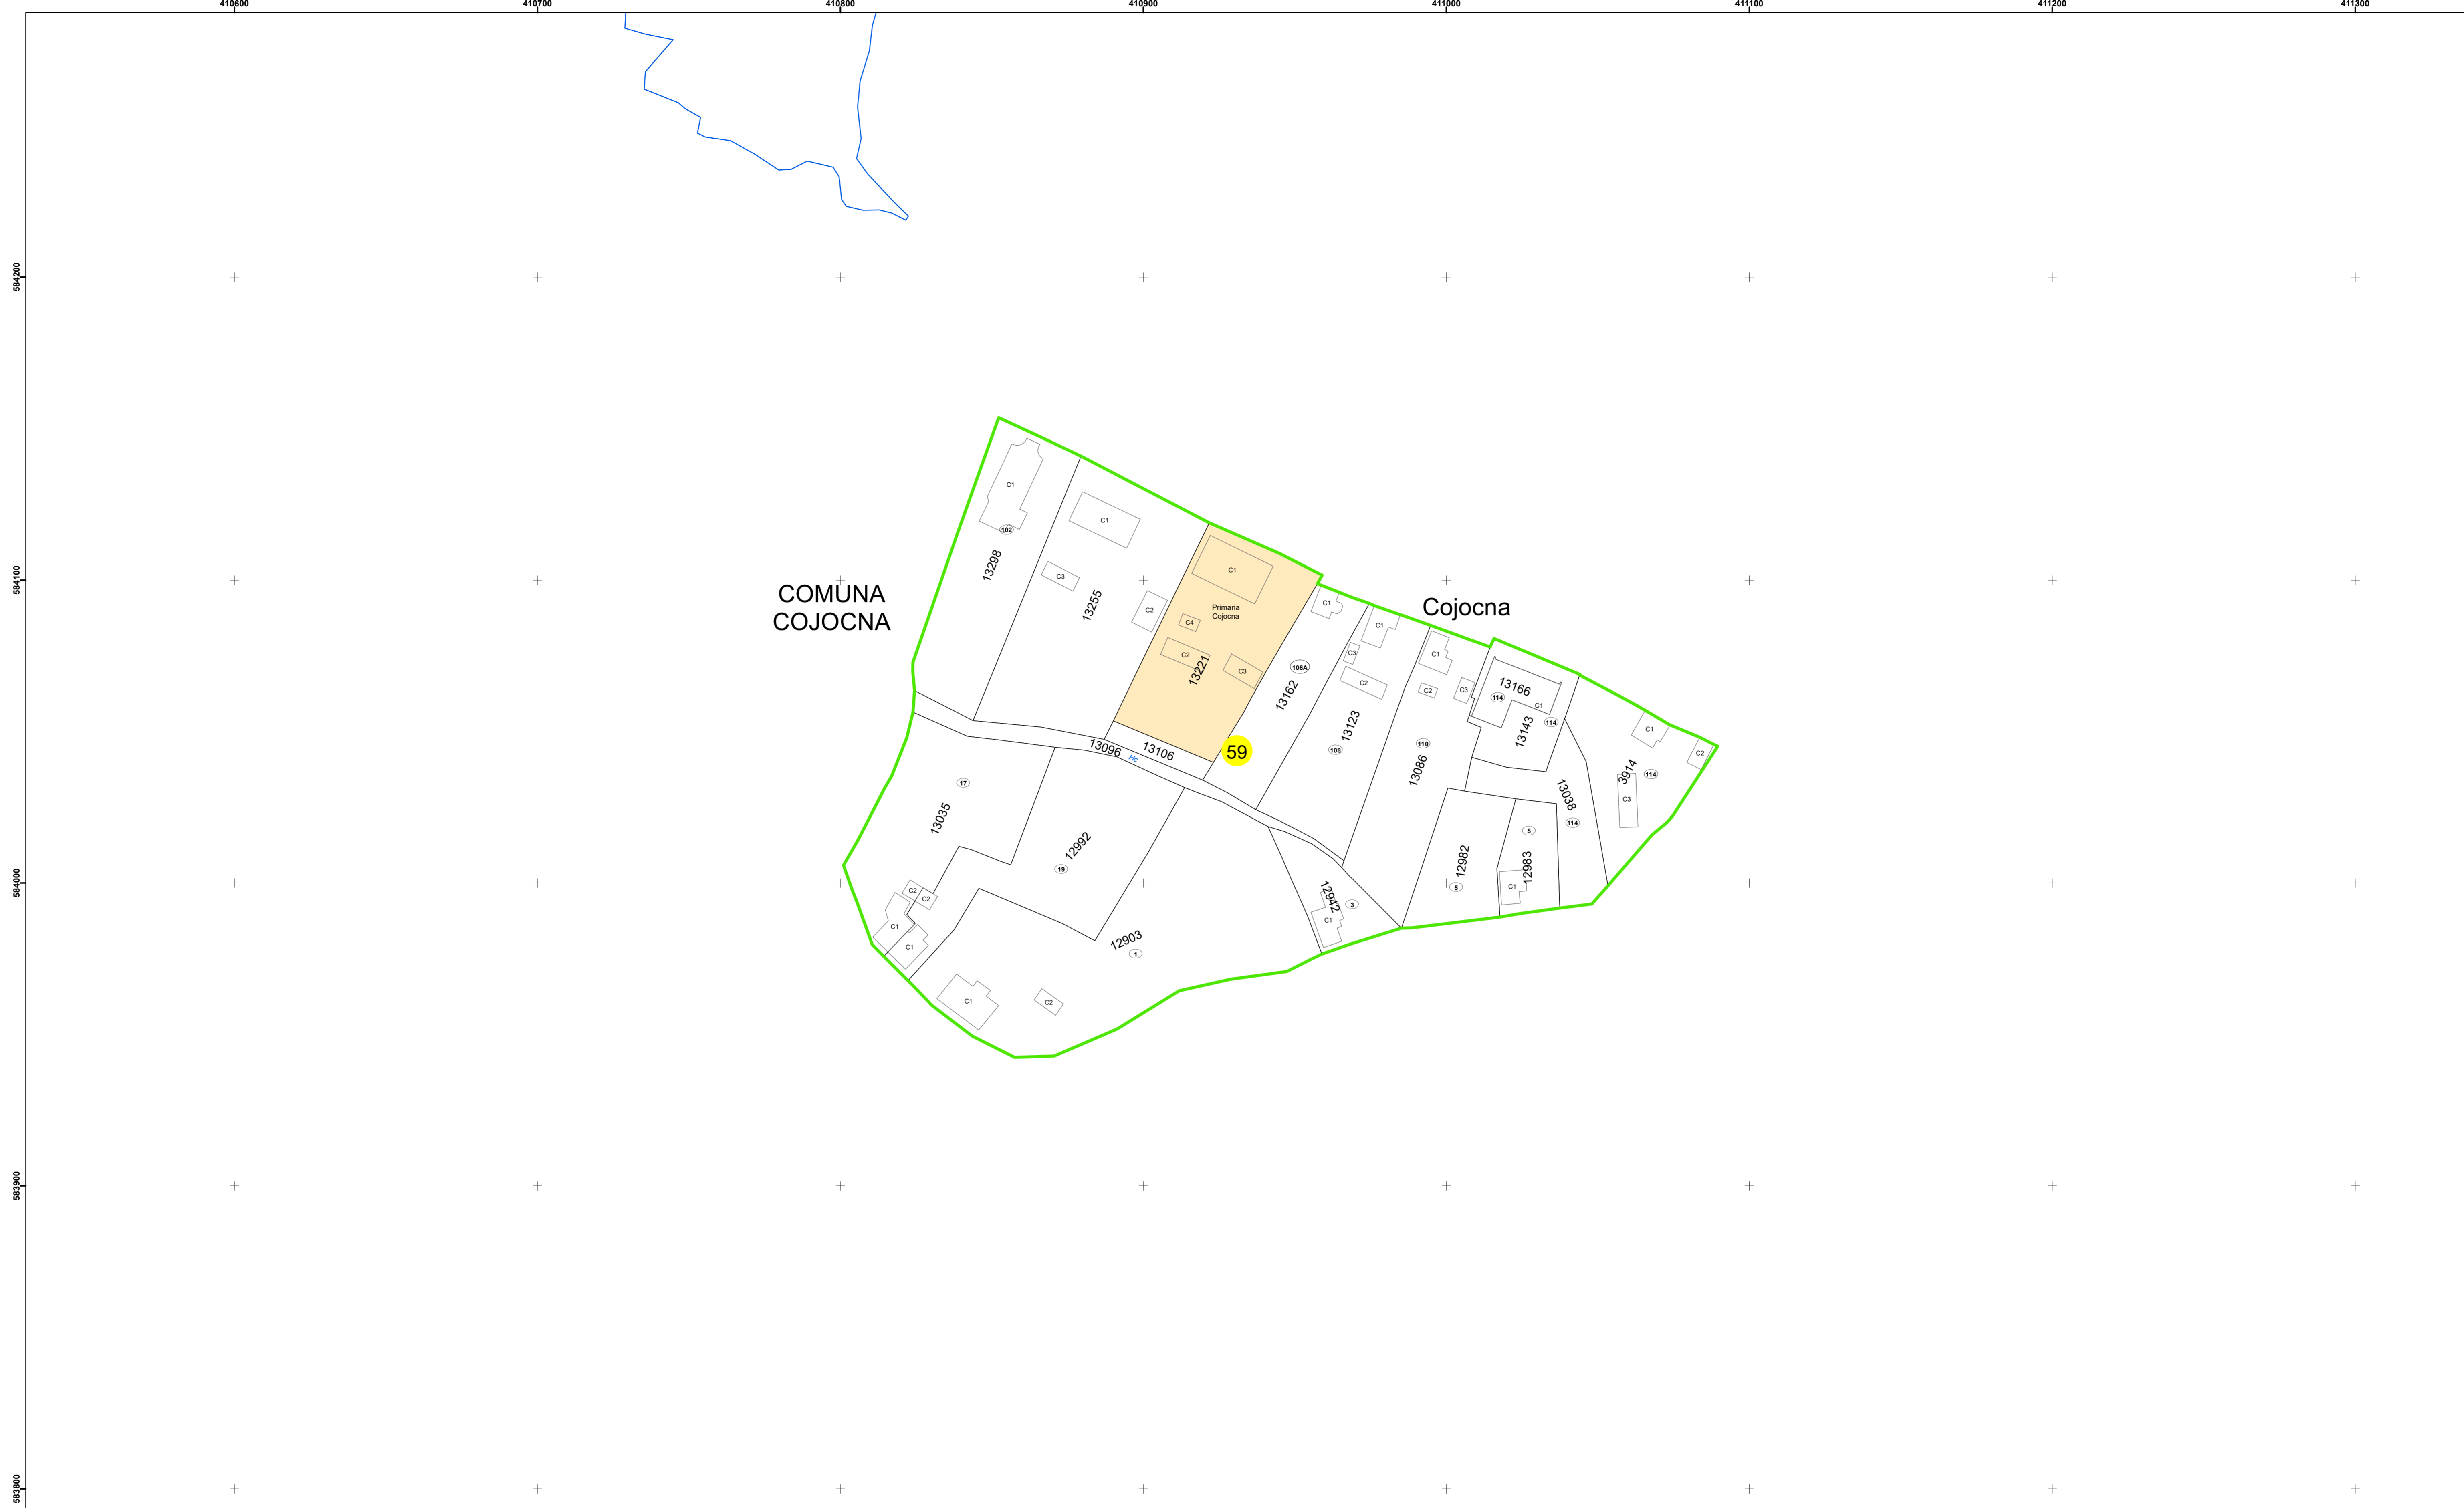 410600
410700
410800
410900
411000
411100
411200
411300
584200
584100
584000
583900
583800
COMUNA
COJOCNA
Cojocna
C1
102
13298
C1
C3
13255
C2
C1
Primaria
Cojocna
C4
C2
13221
C3
C1
106A
13162
C1
C3
C2
13123
108
C1
C2
C3
110
13086
13166
114
C1
114
13143
C1
C2
3914
114
C3
13038
114
13096
Hc
13106
59
17
13035
12992
19
C2
C2
C1
C1
12903
1
C1
C2
12942
3
C1
12982
5
5
12983
C1